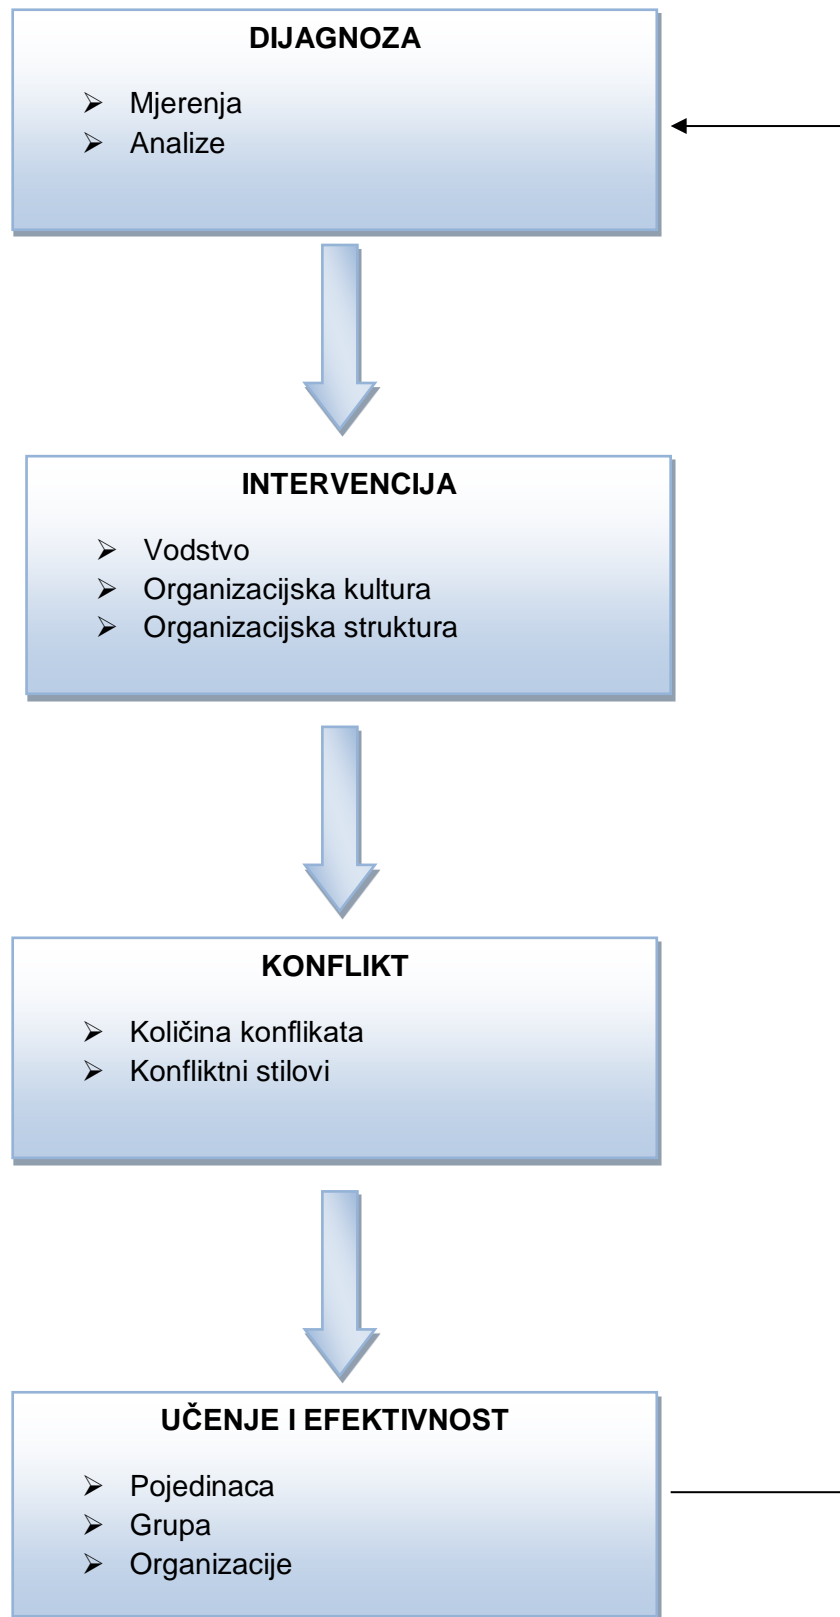 DIJAGNOZA
➢ Mjerenja
➢ Analize
INTERVENCIJA
➢ Vodstvo
➢ Organizacijska kultura
➢ Organizacijska struktura
KONFLIKT
➢ Količina konflikata
➢ Konfliktni stilovi
UČENJE I EFEKTIVNOST
➢ Pojedinaca
➢ Grupa
➢ Organizacije